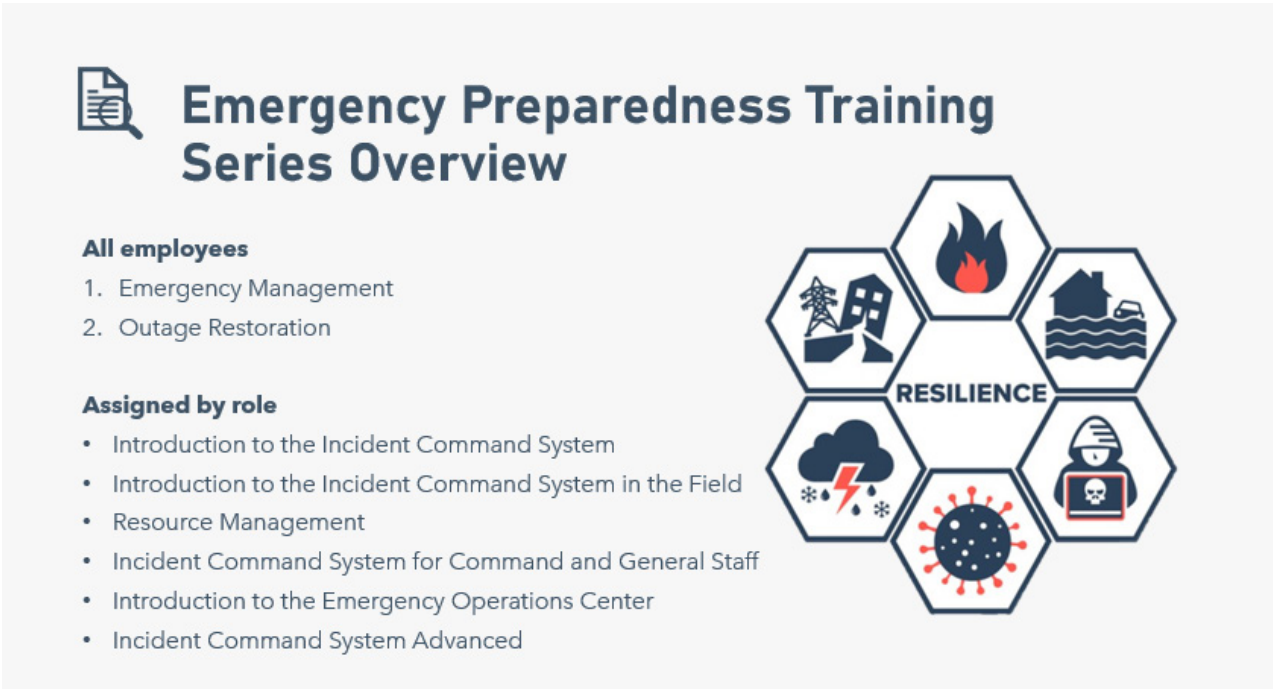 Emergency Preparedness Training
Series Overview
All employees
1. Emergency Management
2. Outage Restoration
Assigned by role
• Introduction to the Incident Command System
• Introduction to the Incident Command System in the Field
• Resource Management
• Incident Command System for Command and General Staff
• Introduction to the Emergency Operations Center
• Incident Command System Advanced
RESILIENCE